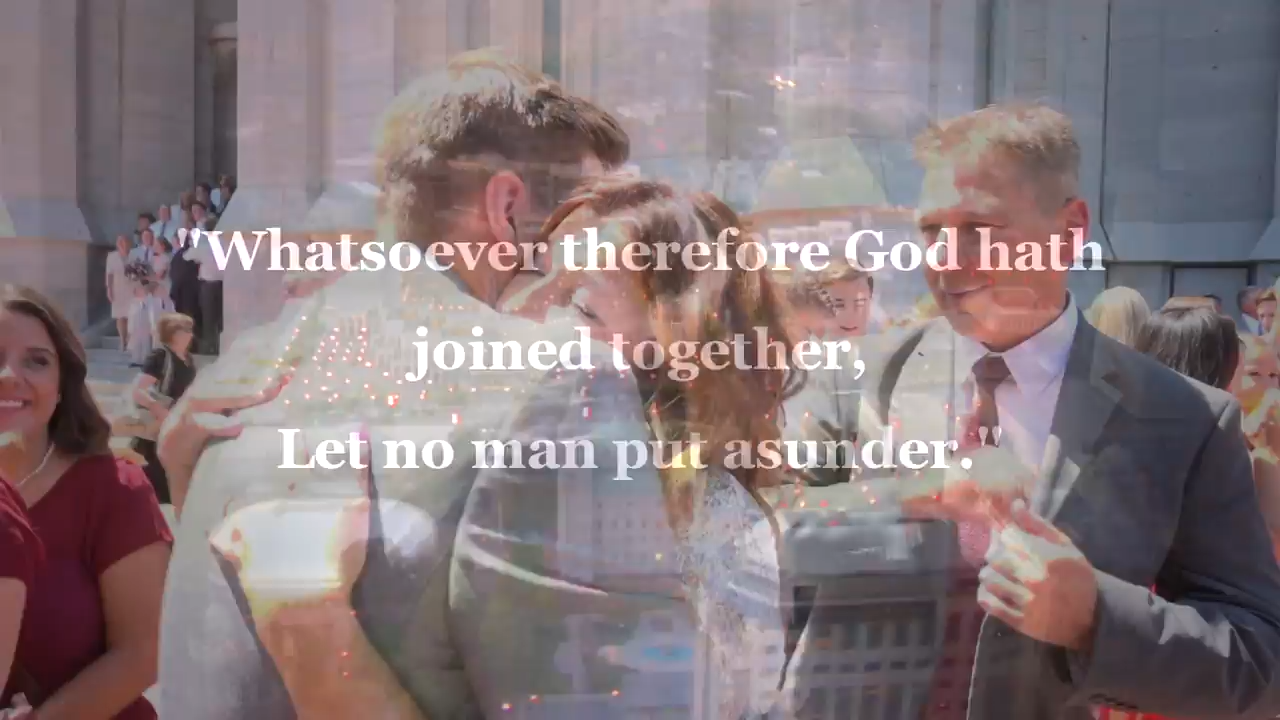 "Whatsoever therefore God hath
joined together,
Let no man put asunder."